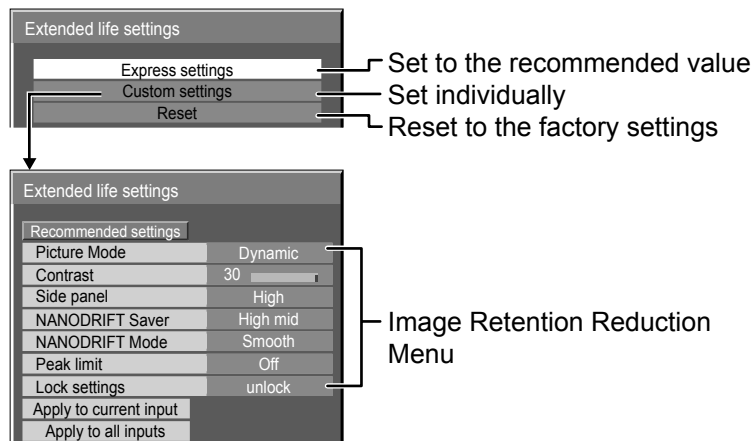 Extended life settings
Express settings
Set to the recommended value
Custom settings
Set individually
Reset
Reset to the factory settings
Extended life settings
Recommended settings
Picture Mode Dynamic
Contrast 30
Side panel High
NANODRIFT Saver High mid
NANODRIFT Mode Smooth
Peak limit Off
Lock settings unlock
Apply to current input
Apply to all inputs
Image Retention Reduction
Menu